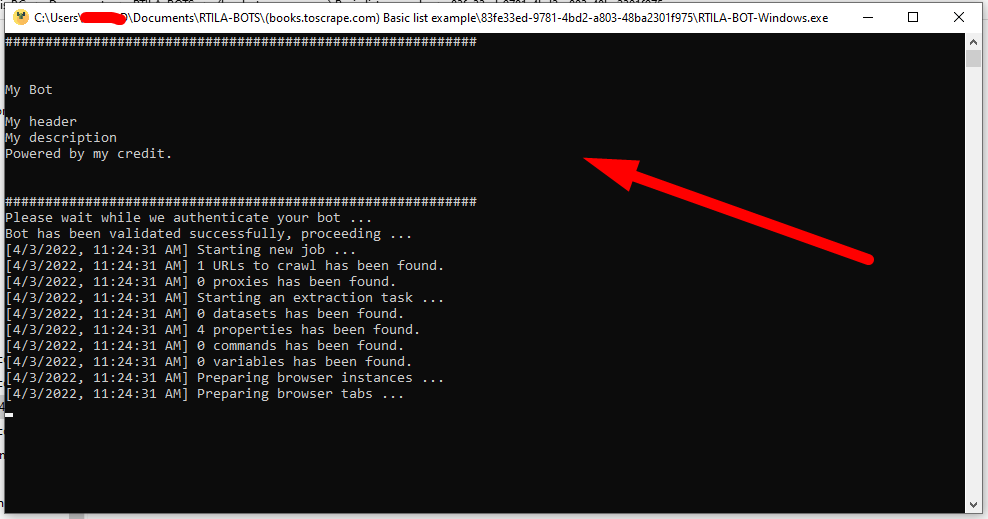 C:\Users\ \Documents\RTILA-BOTS\(books.toscrape.com) Basic list example\83fe33ed-9781-4bd2-a803-48ba2301f975\RTILA-BOT-Windows.exe
###########################################################
My Bot
My header
My description
Powered by my credit.
###########################################################
Please wait while we authenticate your bot ...
Bot has been validated successfully, proceeding ...
[4/3/2022, 11:24:31 AM] Starting new job ...
[4/3/2022, 11:24:31 AM] 1 URLs to crawl has been found.
[4/3/2022, 11:24:31 AM] 0 proxies has been found.
[4/3/2022, 11:24:31 AM] Starting an extraction task ...
[4/3/2022, 11:24:31 AM] 0 datasets has been found.
[4/3/2022, 11:24:31 AM] 4 properties has been found.
[4/3/2022, 11:24:31 AM] 0 commands has been found.
[4/3/2022, 11:24:31 AM] 0 variables has been found.
[4/3/2022, 11:24:31 AM] Preparing browser instances ...
[4/3/2022, 11:24:31 AM] Preparing browser tabs ...